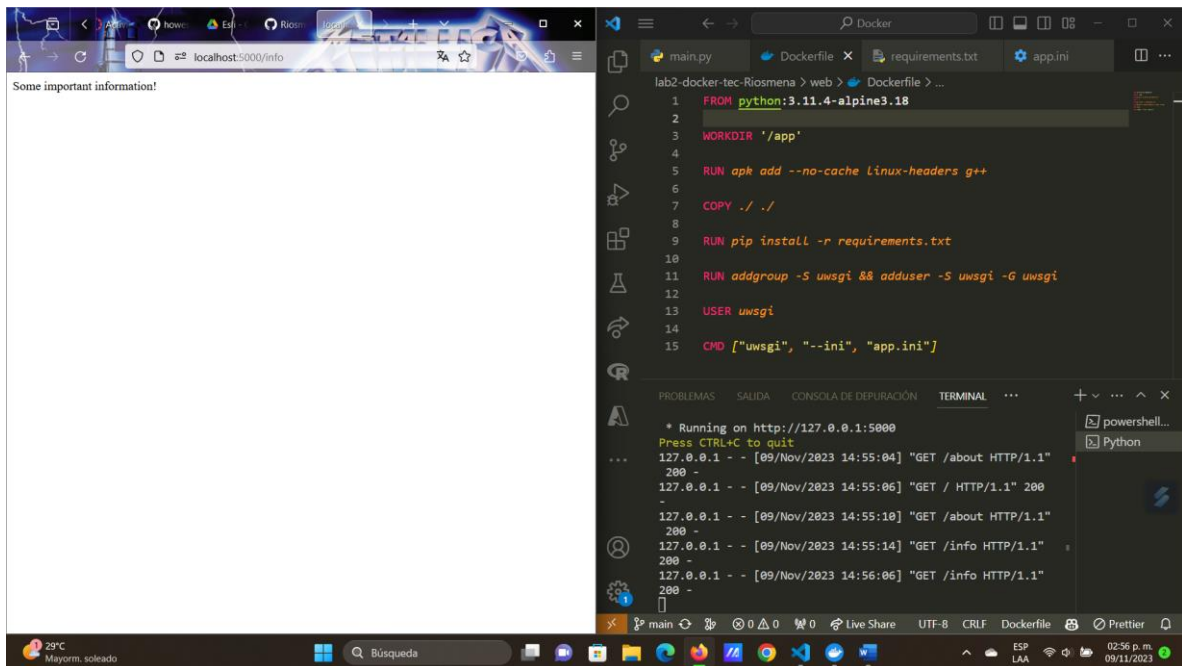 howe
Esfi -
Riosm
localhost:5000/info
Some important information!
Docker
main.py
Dockerfile
requirements.txt
app.ini
lab2-docker-tec-Riosmena > web > Dockerfile > ...
1 FROM python:3.11.4-alpine3.18
2
3 WORKDIR '/app'
4
5 RUN apk add --no-cache linux-headers g++
6
7 COPY ./ ./
8
9 RUN pip install -r requirements.txt
10
11 RUN addgroup -S uwsgi && adduser -S uwsgi -G uwsgi
12
13 USER uwsgi
14
15 CMD ["uwsgi", "--ini", "app.ini"]
PROBLEMAS SALIDA CONSOLA DE DEPURACIÓN TERMINAL ...
powershell...
Python
* Running on http://127.0.0.1:5000
Press CTRL+C to quit
127.0.0.1 - - [09/Nov/2023 14:55:04] "GET /about HTTP/1.1"
200 -
127.0.0.1 - - [09/Nov/2023 14:55:06] "GET / HTTP/1.1" 200
-
127.0.0.1 - - [09/Nov/2023 14:55:10] "GET /about HTTP/1.1"
200 -
127.0.0.1 - - [09/Nov/2023 14:55:14] "GET /info HTTP/1.1"
200 -
127.0.0.1 - - [09/Nov/2023 14:56:06] "GET /info HTTP/1.1"
200 -
1
main 0 0 0 Live Share UTF-8 CRLF Dockerfile Prettier
1
29°C
Mayorm. soleado
Búsqueda
ESP
LAA
02:56 p. m.
09/11/2023
2